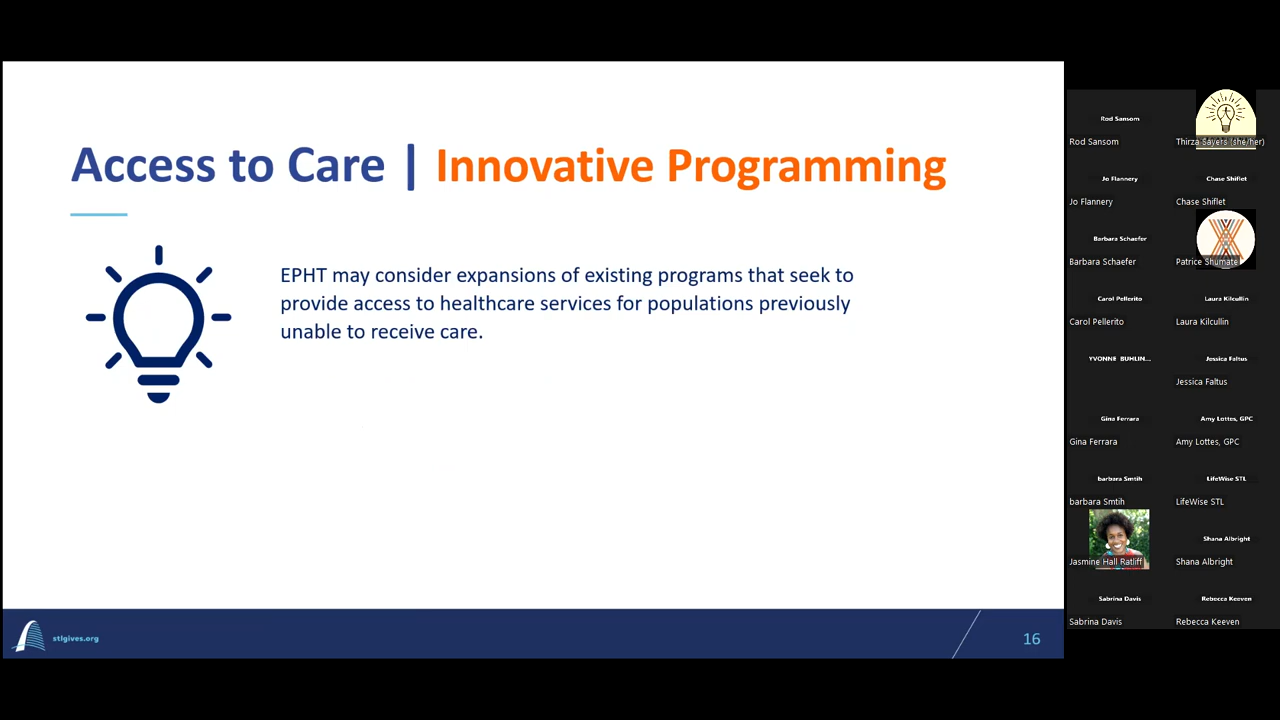 Access to Care | Innovative Programming
EPHT may consider expansions of existing programs that seek to
provide access to healthcare services for populations previously
unable to receive care.
stlgives.org
16
Rod Sansom
Rod Sansom
Thirza Sayers (she/her)
Jo Flannery
Chase Shiflet
Jo Flannery
Chase Shiflet
Barbara Schaefer
Barbara Schaefer
Patrice Shumate
Carol Pellerito
Laura Kilcullin
Carol Pellerito
Laura Kilcullin
YVONNE BUHLIN...
Jessica Faltus
Jessica Faltus
Gina Ferrara
Amy Lottes, GPC
Gina Ferrara
Amy Lottes, GPC
barbara Smtih
LifeWise STL
barbara Smtih
LifeWise STL
Shana Albright
Jasmine Hall Ratliff
Shana Albright
Sabrina Davis
Rebecca Keeven
Sabrina Davis
Rebecca Keeven